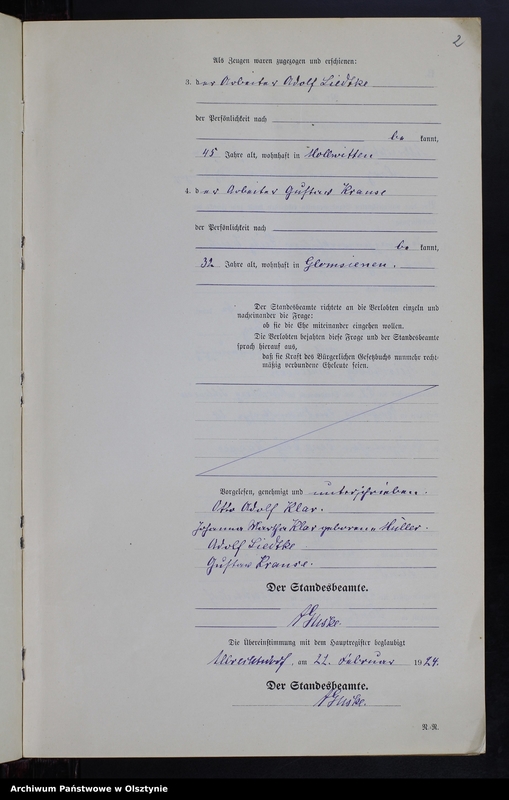 2
Als Zeugen waren zugezogen und erschienen:
3. der Arbeiter Adolf Liedtke
der Persönlichkeit nach
be kannt,
45 Jahre alt, wohnhaft in Hollwitten
4. der Arbeiter Gustav Krause
der Persönlichkeit nach
be kannt,
32 Jahre alt, wohnhaft in Glomsienen.
Der Standesbeamte richtete an die Verlobten einzeln und
nacheinander die Frage:
ob sie die Ehe miteinander eingehen wollen.
Die Verlobten bejahten diese Frage und der Standesbeamte
sprach hierauf aus,
daß sie kraft des Bürgerlichen Gesetzbuchs nunmehr recht-
mäßig verbundene Eheleute seien.
Vorgelesen, genehmigt und unterschrieben.
Otto Adolf Klar.
Johanna Martha Klar geborene Müller.
Adolf Liedtke
Gustav Krause.
Der Standesbeamte.
Die Übereinstimmung mit dem Hauptregister beglaubigt
Albrechtsdorf, am 22. Februar 1924.
Der Standesbeamte.
N.-N.
Archiwum Państwowe w Olsztynie